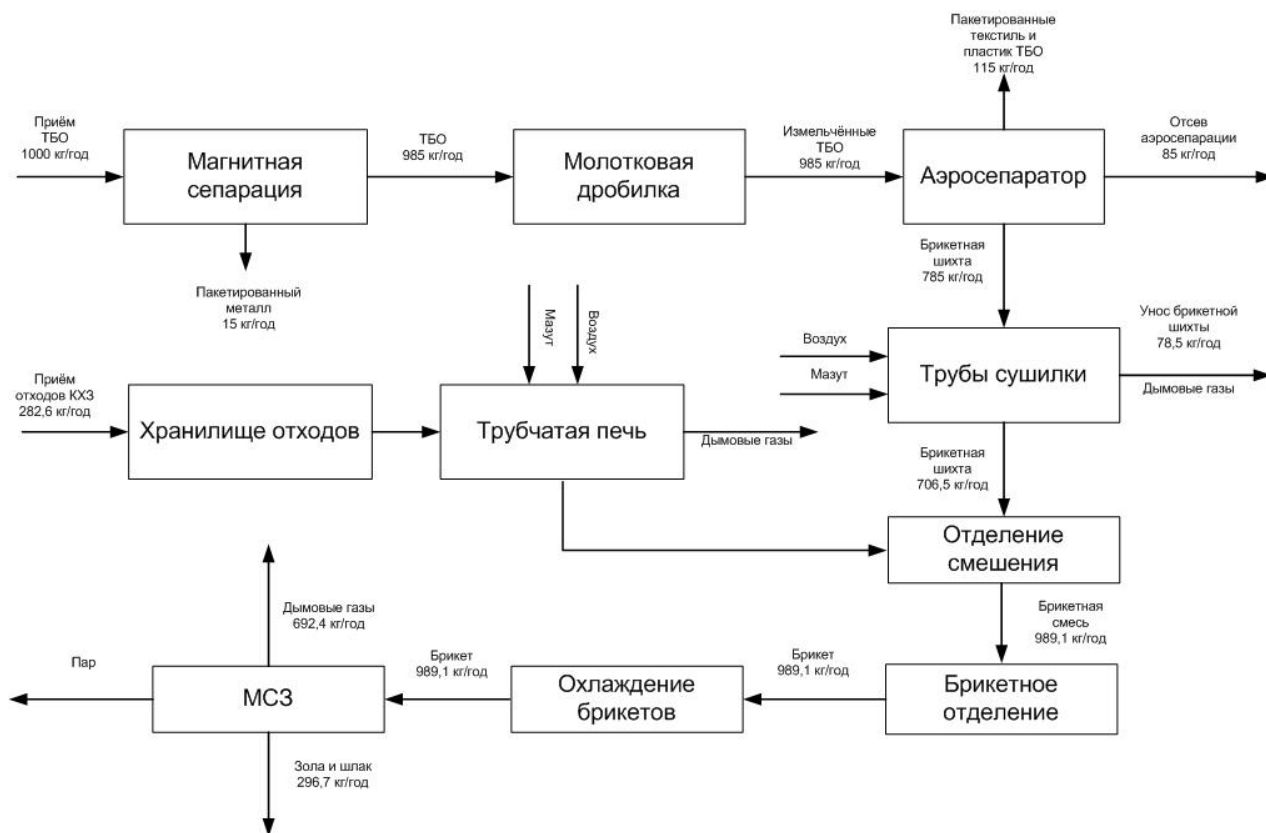 Пакетированные
текстиль и
пластик ТБО
115 кг/год
Приём
ТБО
1000 кг/год
Магнитная
сепарация
ТБО
985 кг/год
Молотковая
дробилка
Измельчённые
ТБО
985 кг/год
Аэросепаратор
Отсев
аэросепарации
85 кг/год
Пакетированный
металл
15 кг/год
Брикетная
шихта
785 кг/год
Мазут
Воздух
Воздух
Мазут
Трубы сушилки
Унос брикетной
шихты
78,5 кг/год
Дымовые газы
Приём
отходов КХЗ
282,6 кг/год
Хранилище отходов
Трубчатая печь
Дымовые газы
Брикетная
шихта
706,5 кг/год
Отделение
смешения
Брикетная
смесь
989,1 кг/год
Дымовые газы
692,4 кг/год
Пар
МСЗ
Брикет
989,1 кг/год
Охлаждение
брикетов
Брикет
989,1 кг/год
Брикетное
отделение
Зола и шлак
296,7 кг/год